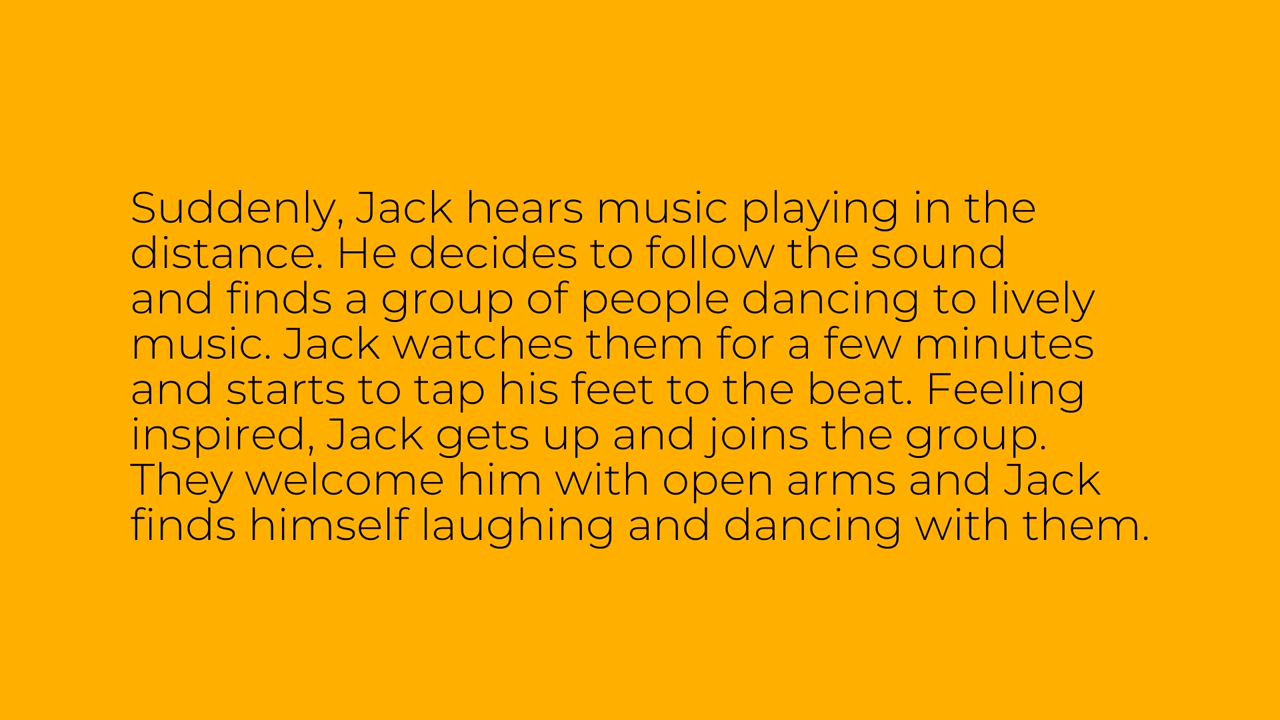 Suddenly, Jack hears music playing in the
distance. He decides to follow the sound
and finds a group of people dancing to lively
music. Jack watches them for a few minutes
and starts to tap his feet to the beat. Feeling
inspired, Jack gets up and joins the group.
They welcome him with open arms and Jack
finds himself laughing and dancing with them.